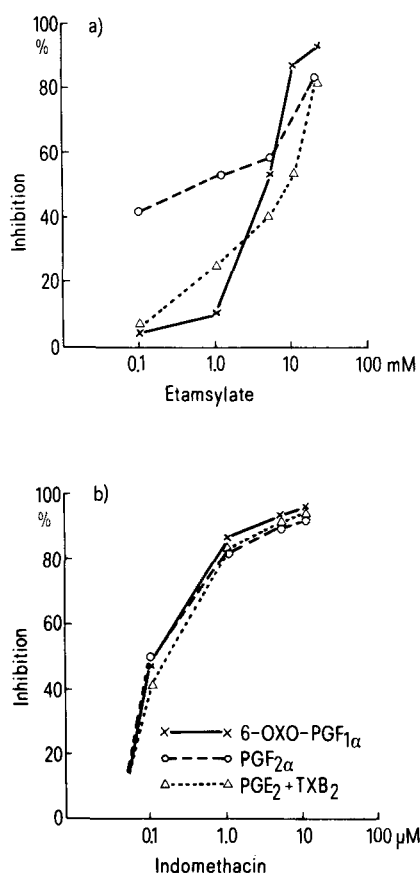 a)
100
%
80
60
40
20
0
Inhibition
0.1 1.0 10 100 mM
Etamsylate
b)
100
%
80
60
40
20
0
Inhibition
×—× 6-OXO-PGF1α
○--○ PGF2α
△---△ PGE2+TXB2
0.1 1.0 10 100 μM
Indomethacin